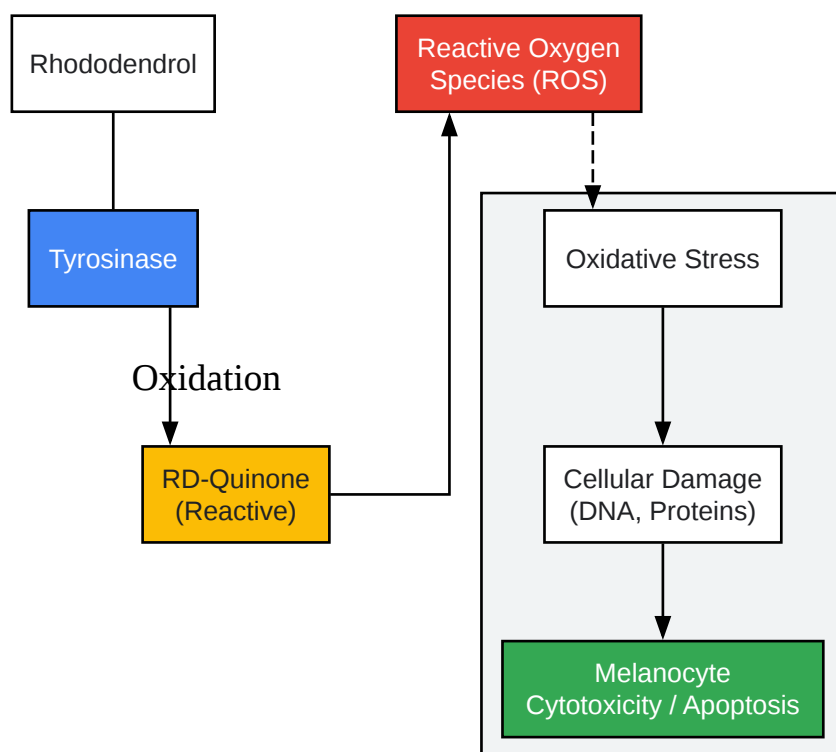 Rhododendrol
Tyrosinase
Oxidation
RD-Quinone
(Reactive)
Reactive Oxygen
Species (ROS)
Oxidative Stress
Cellular Damage
(DNA, Proteins)
Melanocyte
Cytotoxicity / Apoptosis